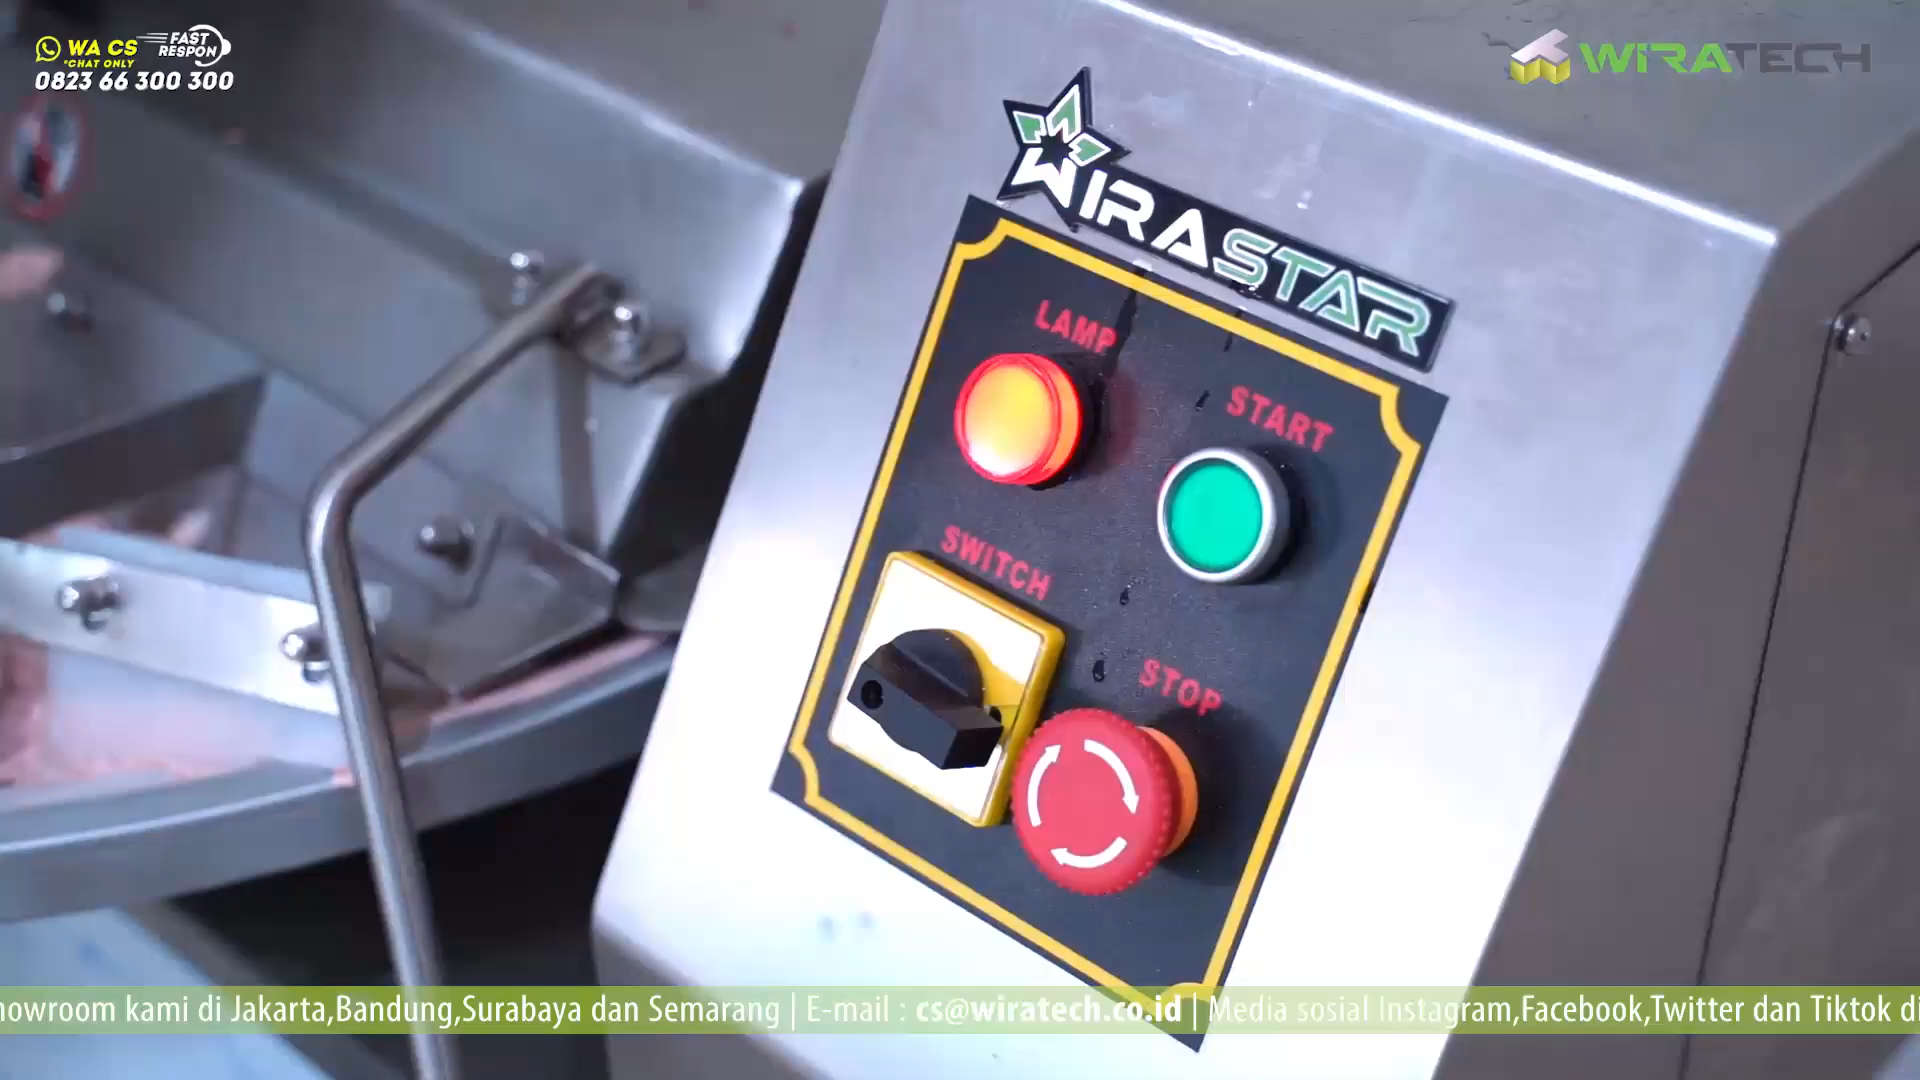 WA CS
*CHAT ONLY
FAST
RESPON
0823 66 300 300
WIRATECH
WIRASTAR
LAMP
START
SWITCH
STOP
howroom kami di Jakarta,Bandung,Surabaya dan Semarang | E-mail : cs@wiratech.co.id | Media sosial Instagram,Facebook,Twitter dan Tiktok di